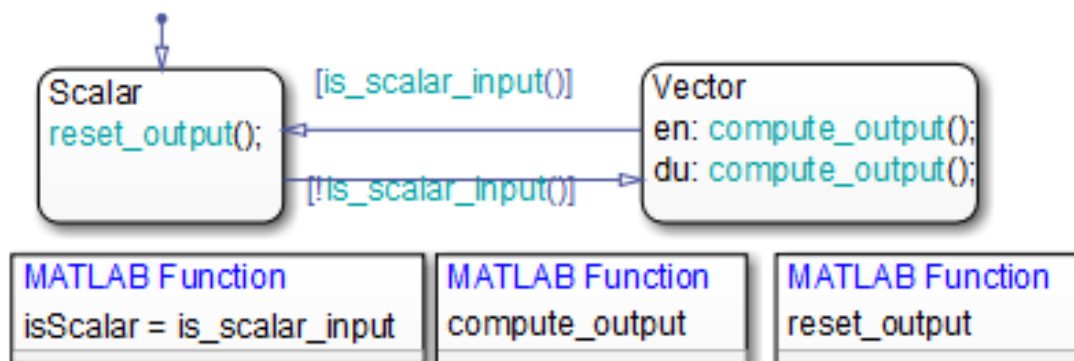 Scalar
reset_output();
[is_scalar_input()]
[!is_scalar_input()]
Vector
en: compute_output();
du: compute_output();
MATLAB Function
isScalar = is_scalar_input
MATLAB Function
compute_output
MATLAB Function
reset_output